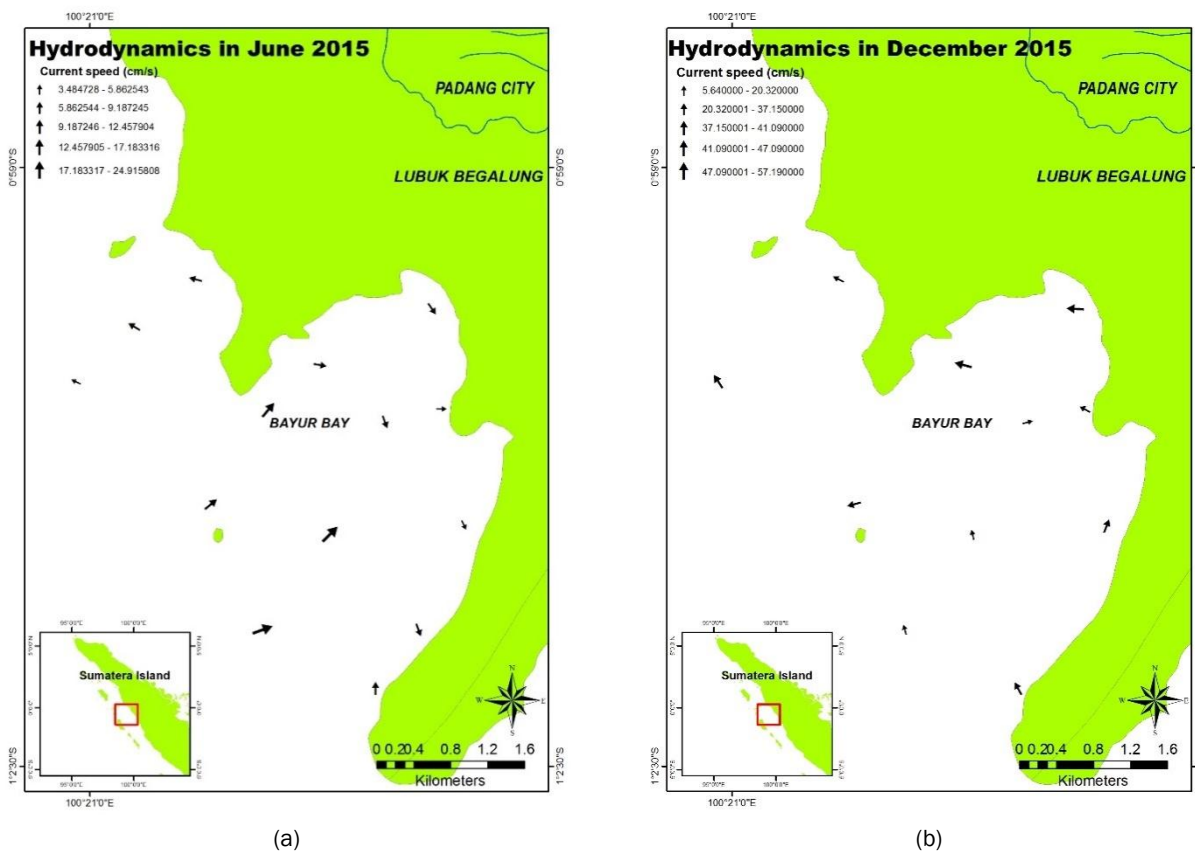 100°21'0"E
Hydrodynamics in June 2015
Current speed (cm/s)
3.484728 - 5.862543
5.862544 - 9.187245
9.187246 - 12.457904
12.457905 - 17.183316
17.183317 - 24.915808
PADANG CITY
LUBUK BEGALUNG
0°59'0"S
0°59'0"S
BAYUR BAY
Sumatera Island
N
W E
S
0 0.2 0.4 0.8 1.2 1.6
Kilometers
1°2'30"S
1°2'30"S
100°21'0"E
(a)
100°21'0"E
Hydrodynamics in December 2015
Current speed (cm/s)
5.640000 - 20.320000
20.320001 - 37.150000
37.150001 - 41.090000
41.090001 - 47.090000
47.090001 - 57.190000
PADANG CITY
LUBUK BEGALUNG
0°59'0"S
BAYUR BAY
Sumatera Island
N
W E
S
0 0.2 0.4 0.8 1.2 1.6
Kilometers
100°21'0"E
(b)